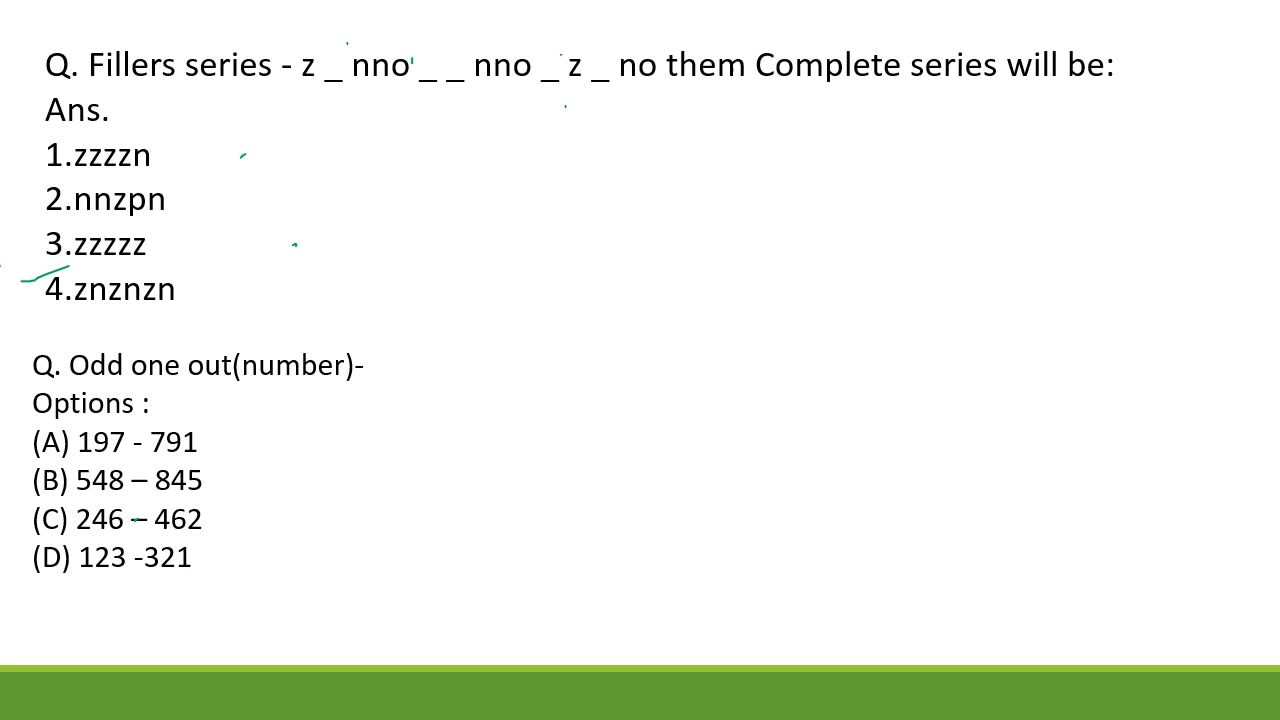 Q. Fillers series - z _ nno _ _ nno _ z _ no them Complete series will be:
Ans.
1.zzzzn
2.nnzpn
3.zzzzz
4.znznzn
Q. Odd one out(number)-
Options :
(A) 197 - 791
(B) 548 – 845
(C) 246 – 462
(D) 123 -321